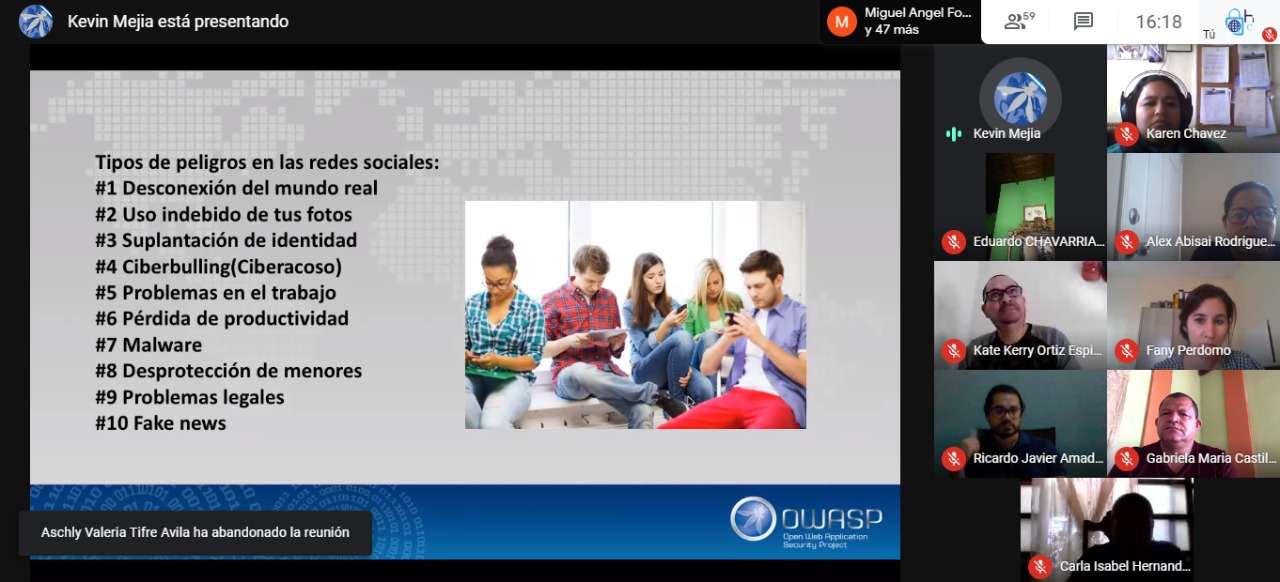 Kevin Mejia está presentando
M
Miguel Angel Fo...
y 47 más
59
16:18
Tú
Tipos de peligros en las redes sociales:
#1 Desconexión del mundo real
#2 Uso indebido de tus fotos
#3 Suplantación de identidad
#4 Ciberbulling(Ciberacoso)
#5 Problemas en el trabajo
#6 Pérdida de productividad
#7 Malware
#8 Desprotección de menores
#9 Problemas legales
#10 Fake news
OWASP
Open Web Application
Security Project
Aschly Valeria Tifre Avila ha abandonado la reunión
Kevin Mejia
Karen Chavez
Eduardo CHAVARRIA...
Alex Abisai Rodrigue...
Kate Kerry Ortiz Espi...
Fany Perdomo
Ricardo Javier Amad...
Gabriela Maria Castil...
Carla Isabel Hernand...